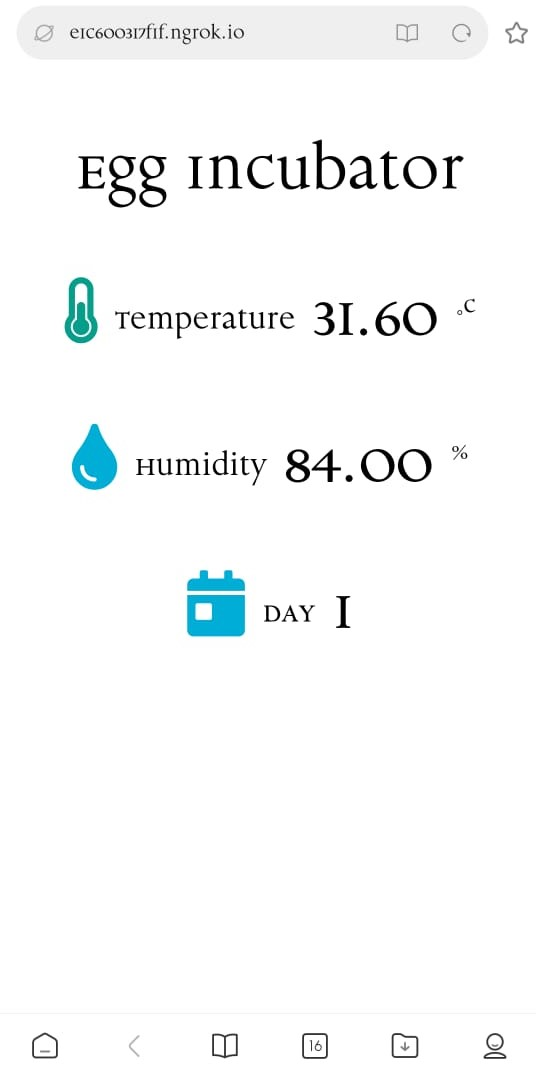 e1c600317f1f.ngrok.io
Egg Incubator
Temperature 31.60 °C
Humidity 84.00 %
DAY 1
16